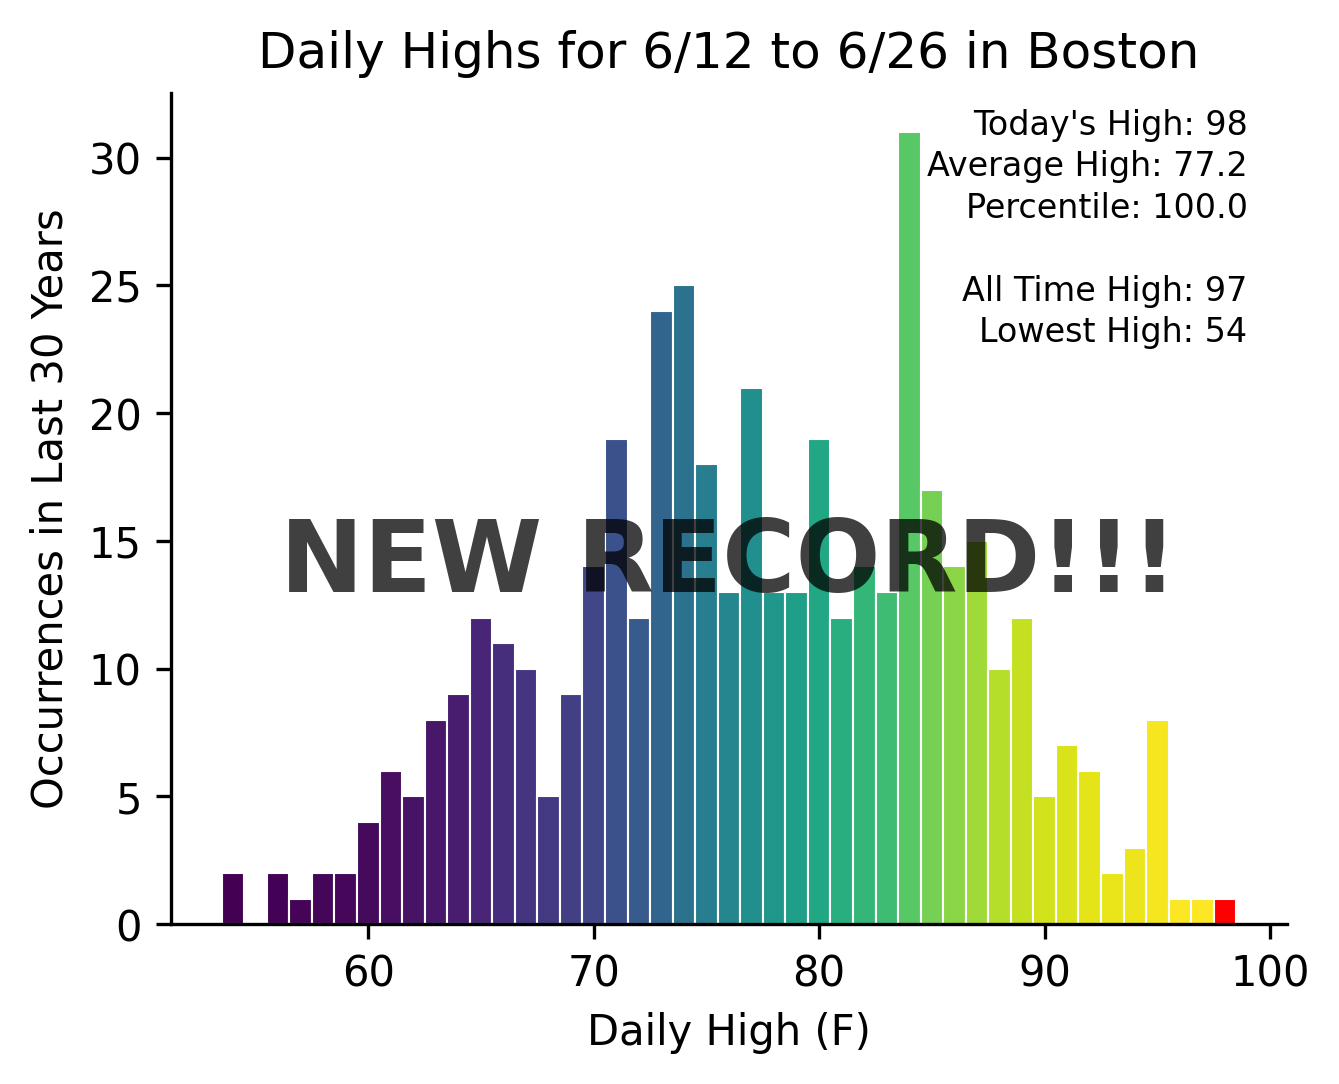 Daily Highs for 6/12 to 6/26 in Boston
Today's High: 98
Average High: 77.2
Percentile: 100.0
All Time High: 97
Lowest High: 54
NEW RECORD!!!
Occurrences in Last 30 Years
30
25
20
15
10
5
0
60 70 80 90 100
Daily High (F)